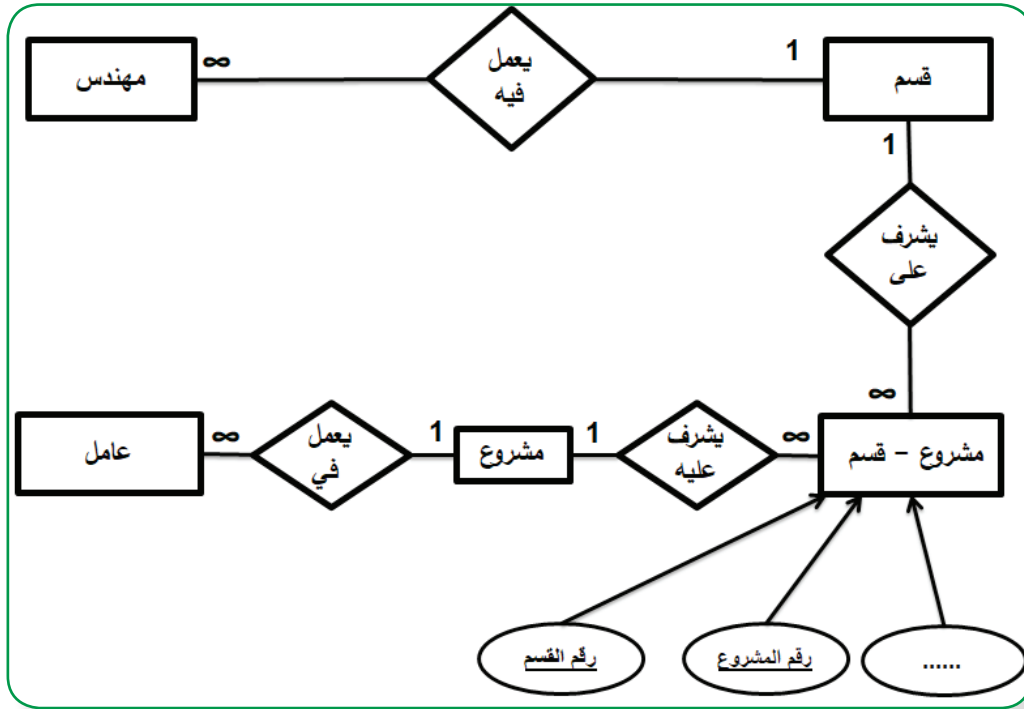 قسم
1
يعمل
فيه
∞
مهندس
1
يشرف
على
∞
مشروع – قسم
∞
يشرف
عليه
1
مشروع
1
يعمل
في
∞
عامل
......
رقم المشروع
رقم القسم